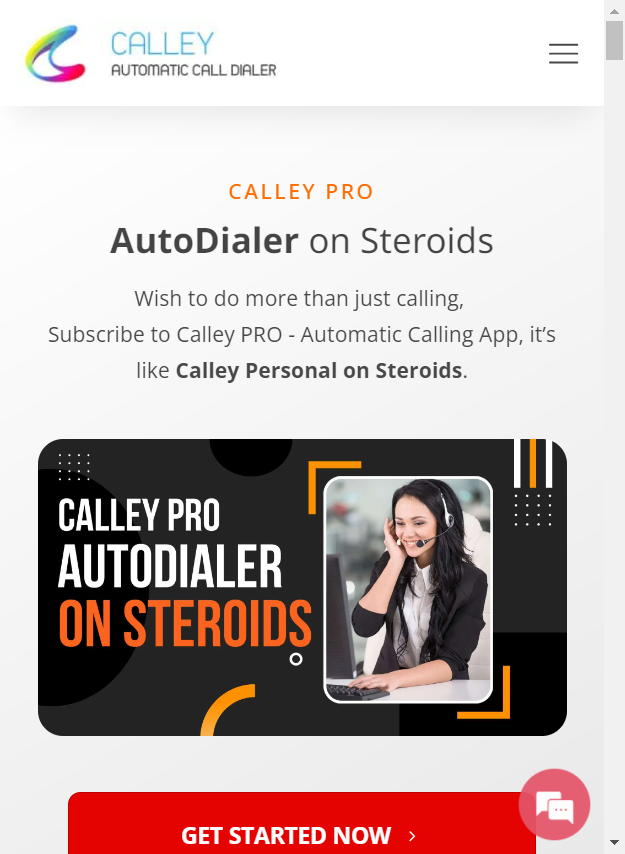 CALLEY
AUTOMATIC CALL DIALER
CALLEY PRO
AutoDialer on Steroids
Wish to do more than just calling,
Subscribe to Calley PRO - Automatic Calling App, it’s
like Calley Personal on Steroids.
CALLEY PRO
AUTODIALER
ON STEROIDS
GET STARTED NOW